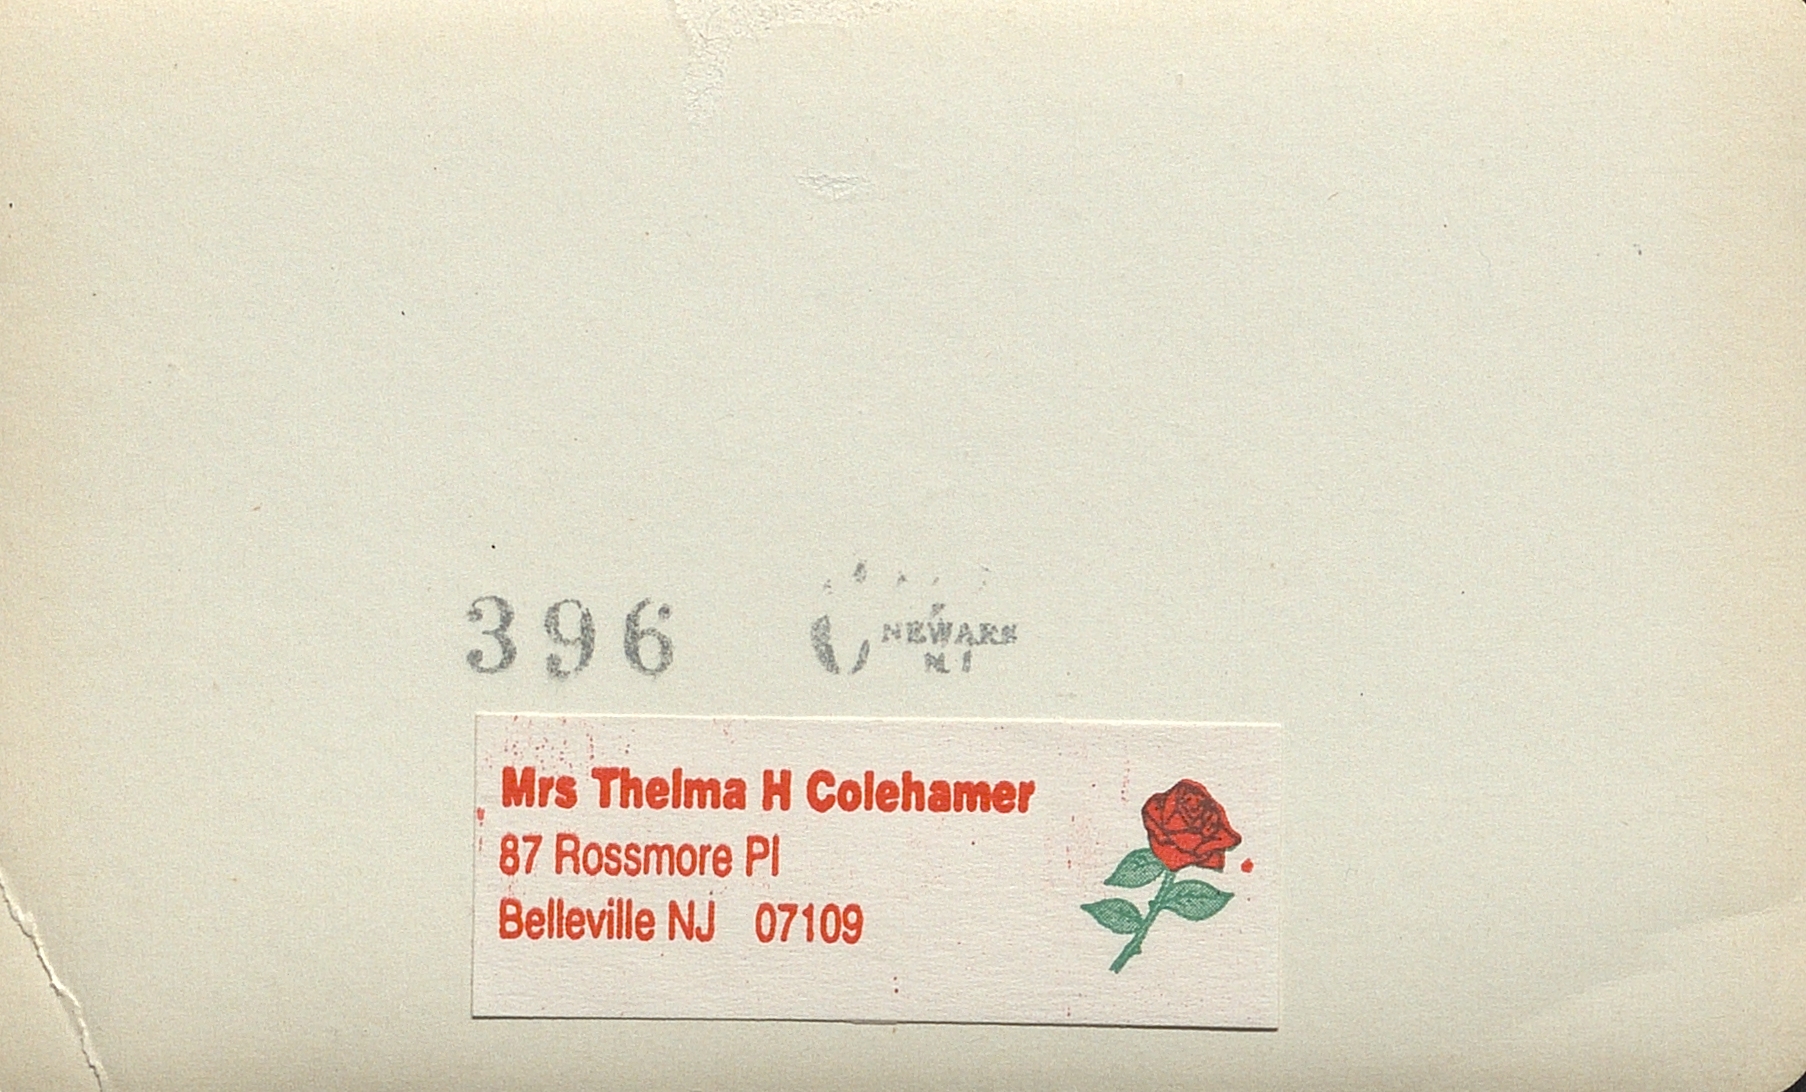 396
NEWARK
N.J
Mrs Thelma H Colehamer
87 Rossmore Pl
Belleville NJ 07109